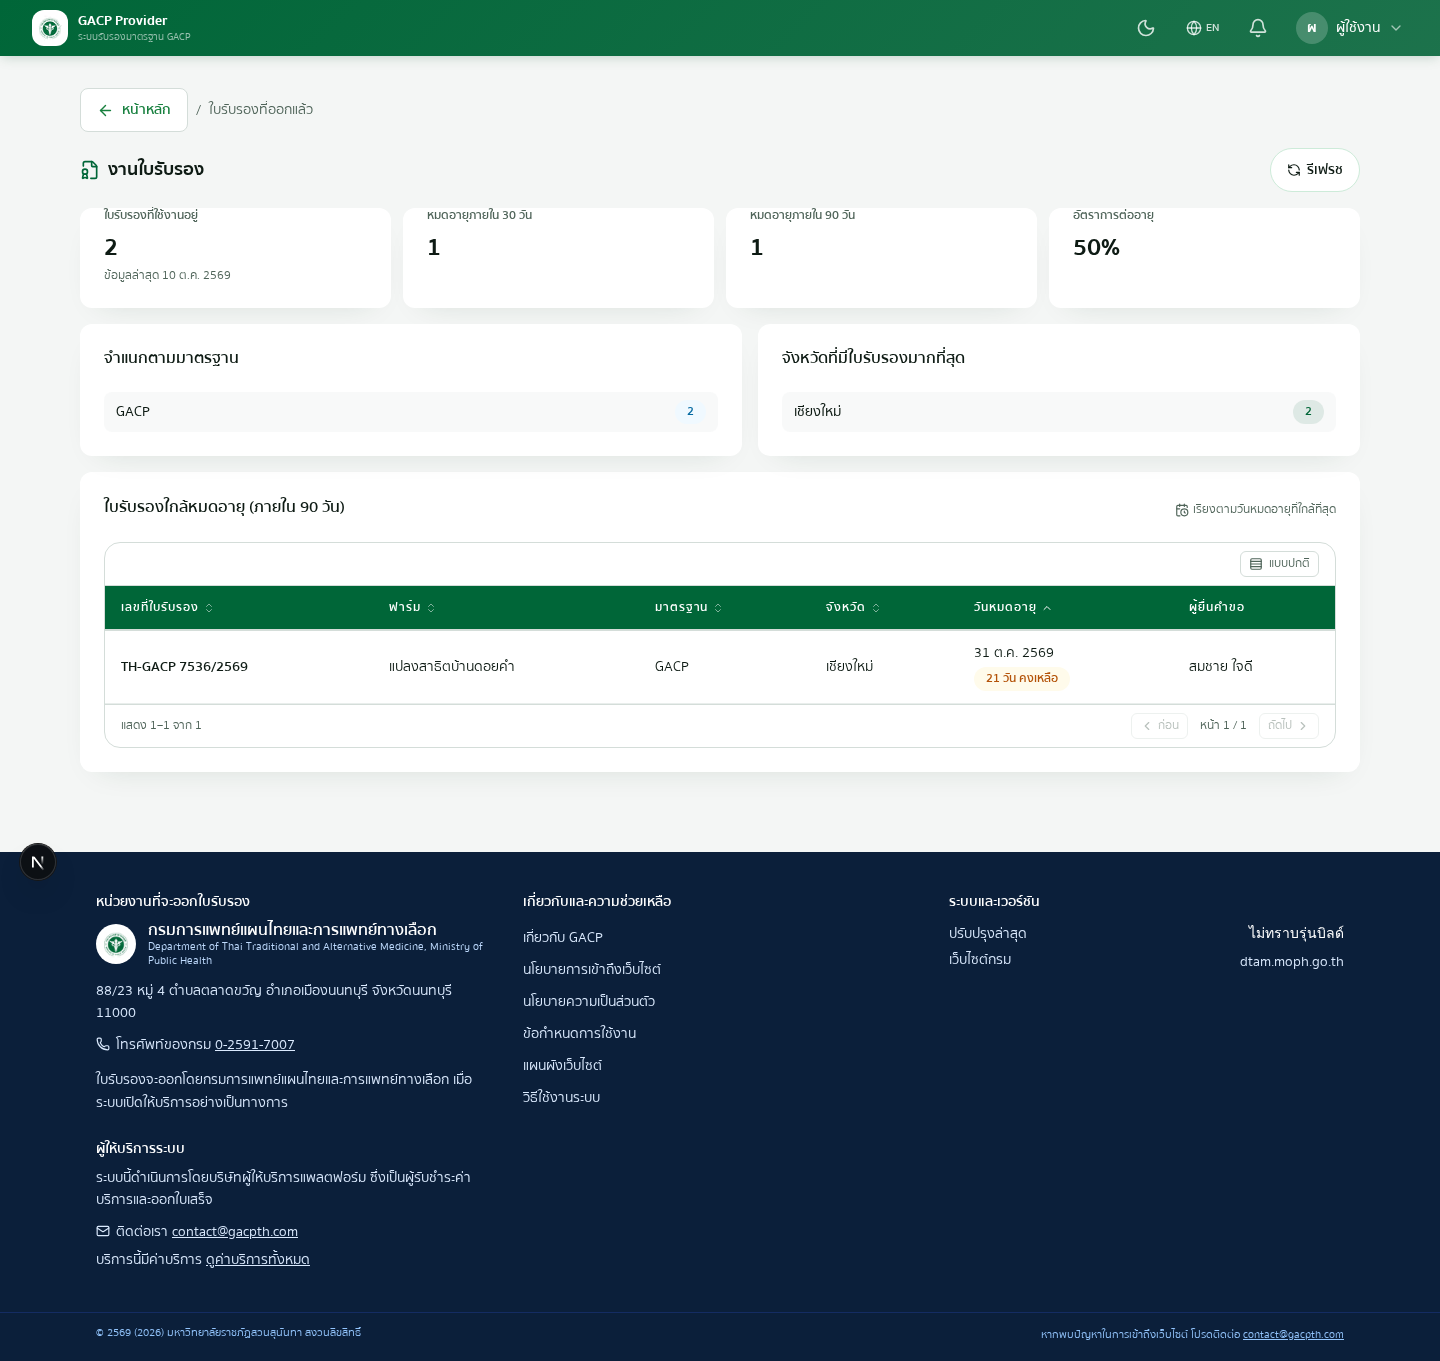 GACP Provider
ระบบรับรองมาตรฐาน GACP
EN
ผ
ผู้ใช้งาน
หน้าหลัก
/ ใบรับรองที่ออกแล้ว
งานใบรับรอง
รีเฟรช
ใบรับรองที่ใช้งานอยู่
2
ข้อมูลล่าสุด 10 ต.ค. 2569
หมดอายุภายใน 30 วัน
1
หมดอายุภายใน 90 วัน
1
อัตราการต่ออายุ
50%
จำแนกตามมาตรฐาน
GACP 2
จังหวัดที่มีใบรับรองมากที่สุด
เชียงใหม่ 2
ใบรับรองใกล้หมดอายุ (ภายใน 90 วัน)
เรียงตามวันหมดอายุที่ใกล้ที่สุด
แบบปกติ
เลขที่ใบรับรอง ฟาร์ม มาตรฐาน จังหวัด วันหมดอายุ ผู้ยื่นคำขอ
TH-GACP 7536/2569 แปลงสาธิตบ้านดอยคำ GACP เชียงใหม่ 31 ต.ค. 2569 สมชาย ใจดี
21 วัน คงเหลือ
แสดง 1–1 จาก 1
ก่อน หน้า 1 / 1 ถัดไป
N
หน่วยงานที่จะออกใบรับรอง
กรมการแพทย์แผนไทยและการแพทย์ทางเลือก
Department of Thai Traditional and Alternative Medicine, Ministry of
Public Health
88/23 หมู่ 4 ตำบลตลาดขวัญ อำเภอเมืองนนทบุรี จังหวัดนนทบุรี
11000
โทรศัพท์ของกรม 0-2591-7007
ใบรับรองจะออกโดยกรมการแพทย์แผนไทยและการแพทย์ทางเลือก เมื่อ
ระบบเปิดให้บริการอย่างเป็นทางการ
ผู้ให้บริการระบบ
ระบบนี้ดำเนินการโดยบริษัทผู้ให้บริการแพลตฟอร์ม ซึ่งเป็นผู้รับชำระค่า
บริการและออกใบเสร็จ
ติดต่อเรา contact@gacpth.com
บริการนี้มีค่าบริการ ดูค่าบริการทั้งหมด
เกี่ยวกับและความช่วยเหลือ
เกี่ยวกับ GACP
นโยบายการเข้าถึงเว็บไซต์
นโยบายความเป็นส่วนตัว
ข้อกำหนดการใช้งาน
แผนผังเว็บไซต์
วิธีใช้งานระบบ
ระบบและเวอร์ชัน
ปรับปรุงล่าสุด ไม่ทราบรุ่นบิลด์
เว็บไซต์กรม dtam.moph.go.th
© 2569 (2026) มหาวิทยาลัยราชภัฏสวนสุนันทา สงวนลิขสิทธิ์
หากพบปัญหาในการเข้าถึงเว็บไซต์ โปรดติดต่อ contact@gacpth.com